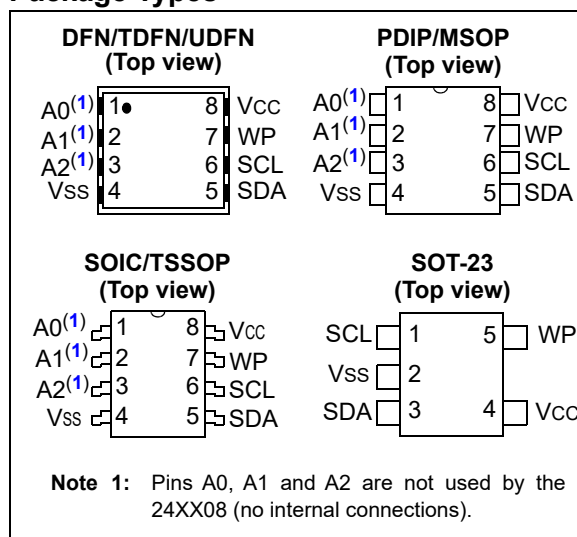 Package Types
DFN/TDFN/UDFN
(Top view)
A0(1) 1 8 VCC
A1(1) 2 7 WP
A2(1) 3 6 SCL
VSS 4 5 SDA
PDIP/MSOP
(Top view)
A0(1) 1 8 VCC
A1(1) 2 7 WP
A2(1) 3 6 SCL
VSS 4 5 SDA
SOIC/TSSOP
(Top view)
A0(1) 1 8 VCC
A1(1) 2 7 WP
A2(1) 3 6 SCL
VSS 4 5 SDA
SOT-23
(Top view)
SCL 1 5 WP
VSS 2
SDA 3 4 VCC
Note 1: Pins A0, A1 and A2 are not used by the
24XX08 (no internal connections).